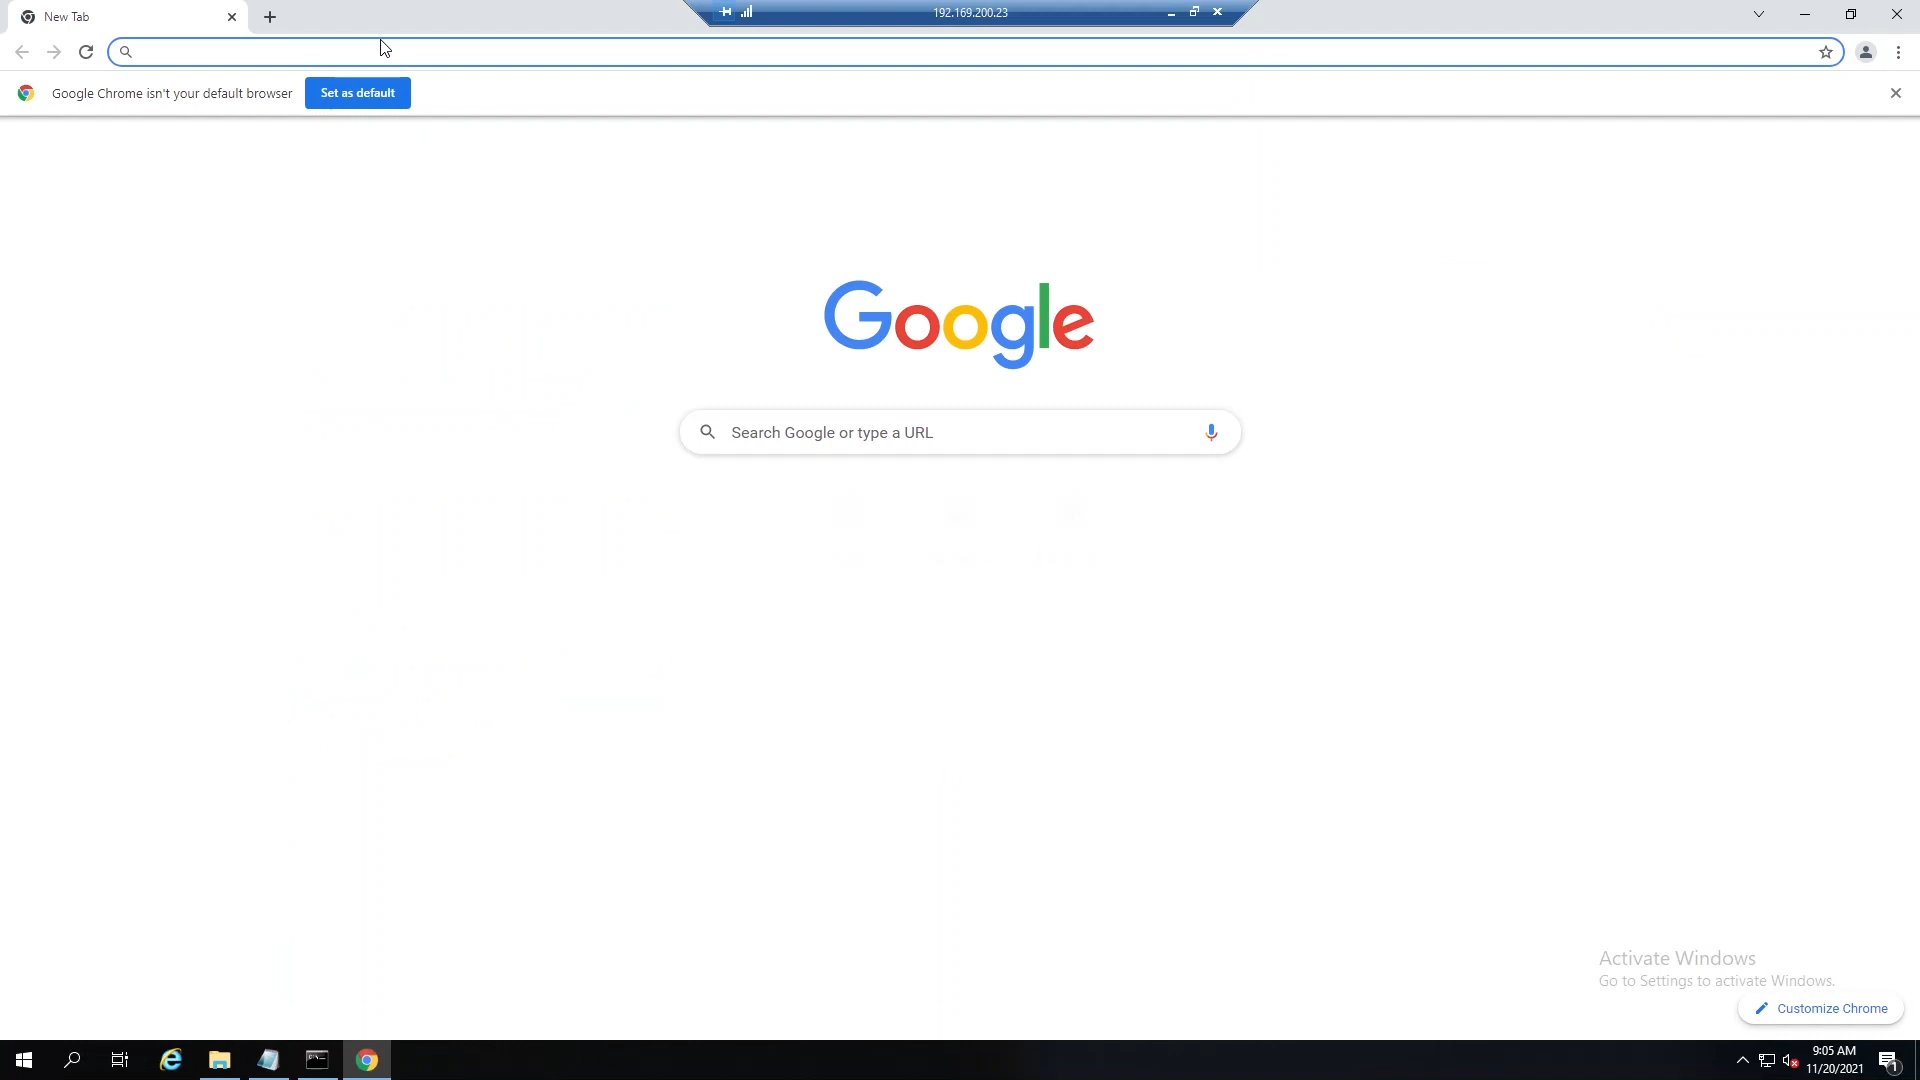 New Tab
192.169.200.23
Google Chrome isn't your default browser
Set as default
Google
Search Google or type a URL
Activate Windows
Go to Settings to activate Windows.
Customize Chrome
9:05 AM
11/20/2021
1